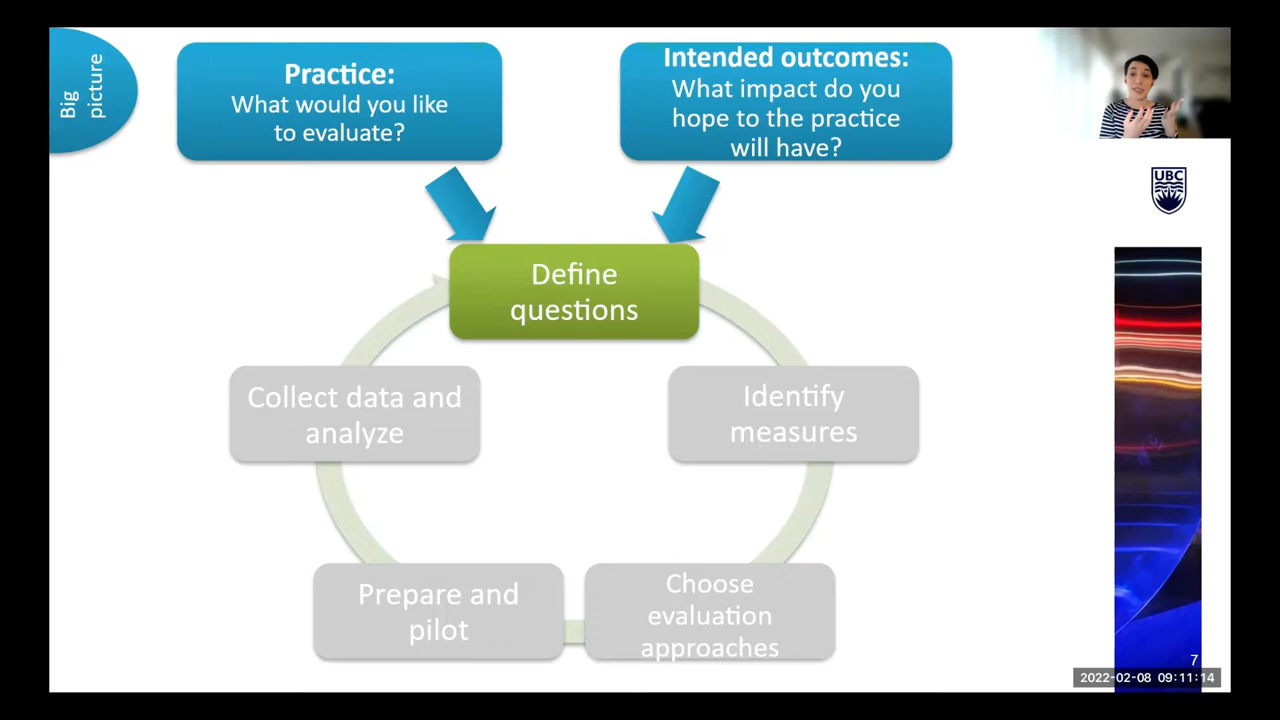 Big
picture
Practice:
What would you like
to evaluate?
Intended outcomes:
What impact do you
hope to the practice
will have?
UBC
Define
questions
Collect data and
analyze
Identify
measures
Prepare and
pilot
Choose
evaluation
approaches
7
2022-02-08 09:11:14